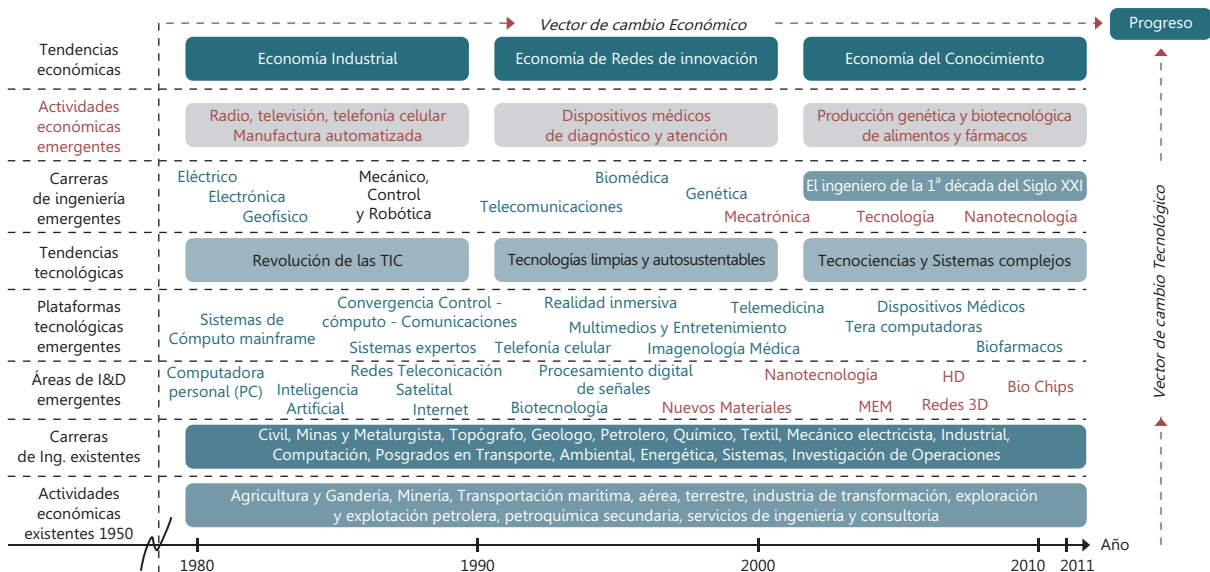 Vector de cambio Económico
Progreso
Tendencias
económicas
Economía Industrial
Economía de Redes de innovación
Economía del Conocimiento
Actividades
económicas
emergentes
Radio, televisión, telefonía celular
Manufactura automatizada
Dispositivos médicos
de diagnóstico y atención
Producción genética y biotecnológica
de alimentos y fármacos
Carreras
de ingeniería
emergentes
Eléctrico
Electrónica
Geofísico
Mecánico,
Control
y Robótica
Telecomunicaciones
Biomédica
Genética
Mecatrónica
El ingeniero de la 1ª década del Siglo XXI
Tecnología
Nanotecnología
Tendencias
tecnológicas
Revolución de las TIC
Tecnologías limpias y autosustentables
Tecnociencias y Sistemas complejos
Plataformas
tecnológicas
emergentes
Sistemas de
Cómputo mainframe
Convergencia Control -
cómputo - Comunicaciones
Sistemas expertos
Realidad inmersiva
Multimedios y Entretenimiento
Telefonía celular
Imagenología Médica
Telemedicina
Dispositivos Médicos
Tera computadoras
Biofarmacos
Áreas de I&D
emergentes
Computadora
personal (PC)
Inteligencia
Artificial
Redes Teleconicación
Satelital
Internet
Procesamiento digital
de señales
Biotecnología
Nanotecnología
Nuevos Materiales
HD
MEM
Redes 3D
Bio Chips
Carreras
de Ing. existentes
Civil, Minas y Metalurgista, Topógrafo, Geologo, Petrolero, Químico, Textil, Mecánico electricista, Industrial,
Computación, Posgrados en Transporte, Ambiental, Energética, Sistemas, Investigación de Operaciones
Actividades
económicas
existentes 1950
Agricultura y Gandería, Minería, Transportación marítima, aérea, terrestre, industria de transformación, exploración
y explotación petrolera, petroquímica secundaria, servicios de ingeniería y consultoría
Vector de cambio Tecnológico
1980
1990
2000
2010
2011
Año